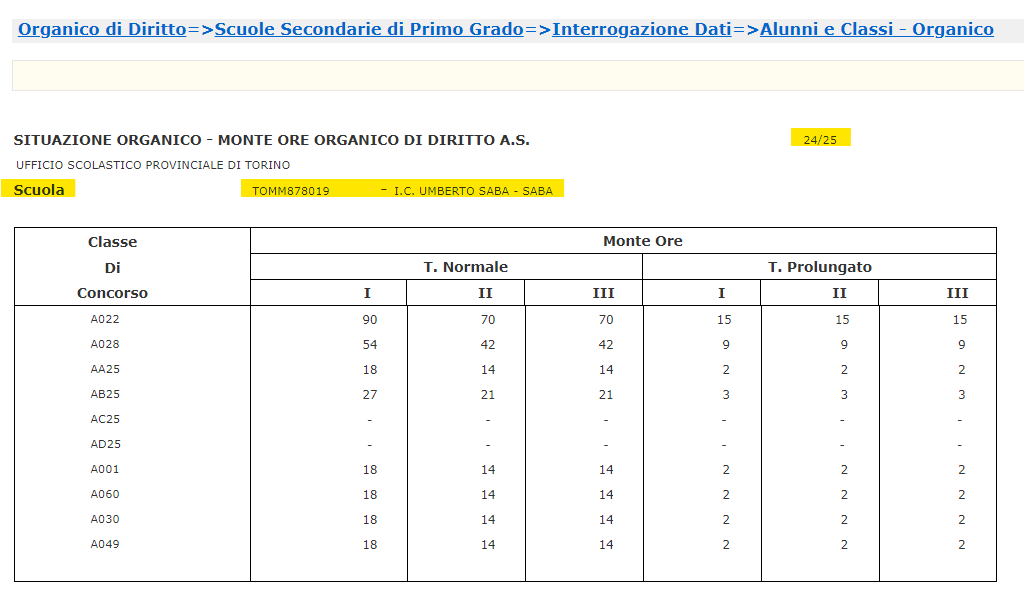 Organico di Diritto=>Scuole Secondarie di Primo Grado=>Interrogazione Dati=>Alunni e Classi - Organico
SITUAZIONE ORGANICO - MONTE ORE ORGANICO DI DIRITTO A.S. 24/25
UFFICIO SCOLASTICO PROVINCIALE DI TORINO
Scuola TOMM878019 - I.C. UMBERTO SABA - SABA
Classe Di Concorso Monte Ore
T. Normale T. Prolungato
I II III I II III
A022 90 70 70 15 15 15
A028 54 42 42 9 9 9
AA25 18 14 14 2 2 2
AB25 27 21 21 3 3 3
AC25 - - - - - -
AD25 - - - - - -
A001 18 14 14 2 2 2
A060 18 14 14 2 2 2
A030 18 14 14 2 2 2
A049 18 14 14 2 2 2